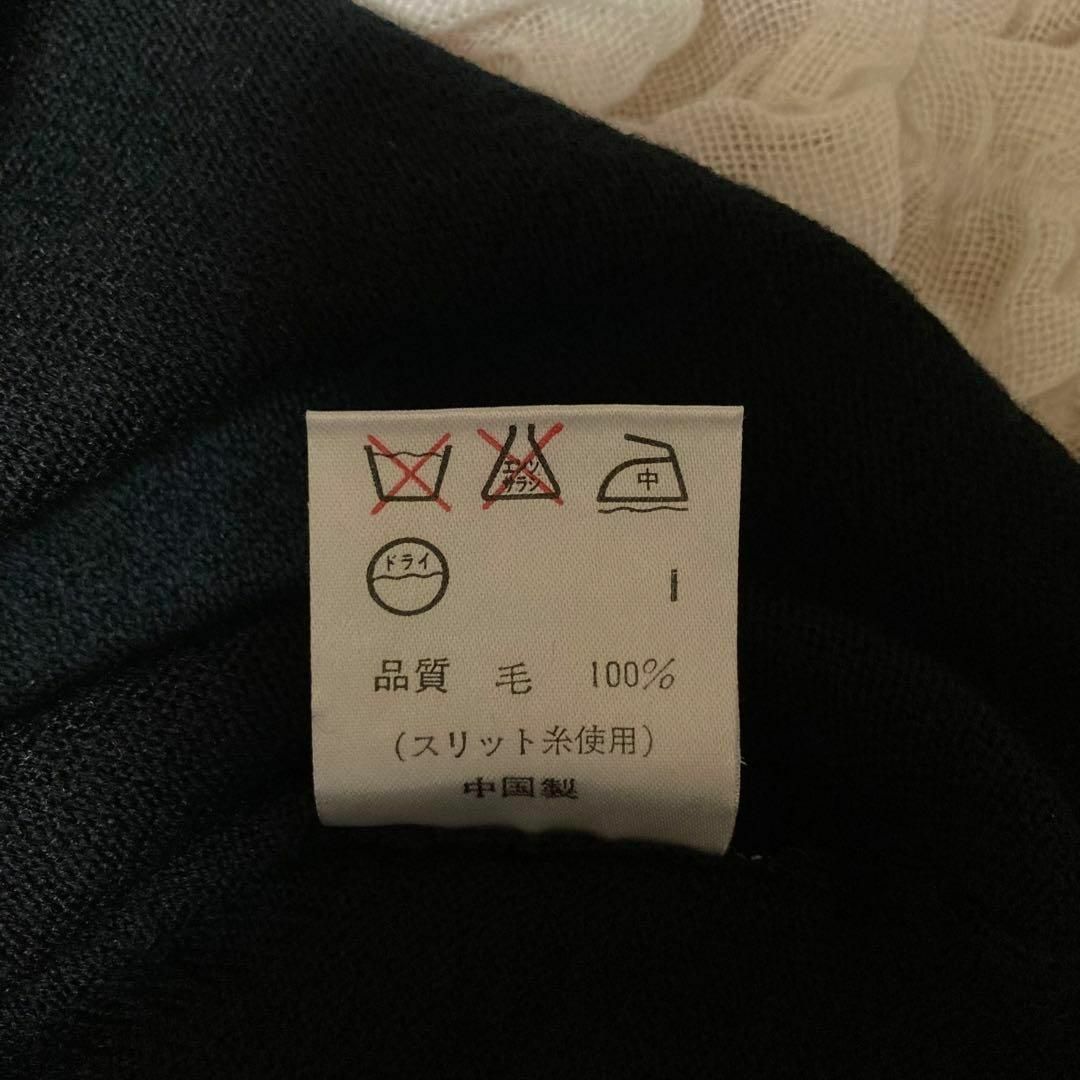 エンソ
サラシ
中
ドライ
I
品質 毛 100%
(スリット糸使用)
中国製